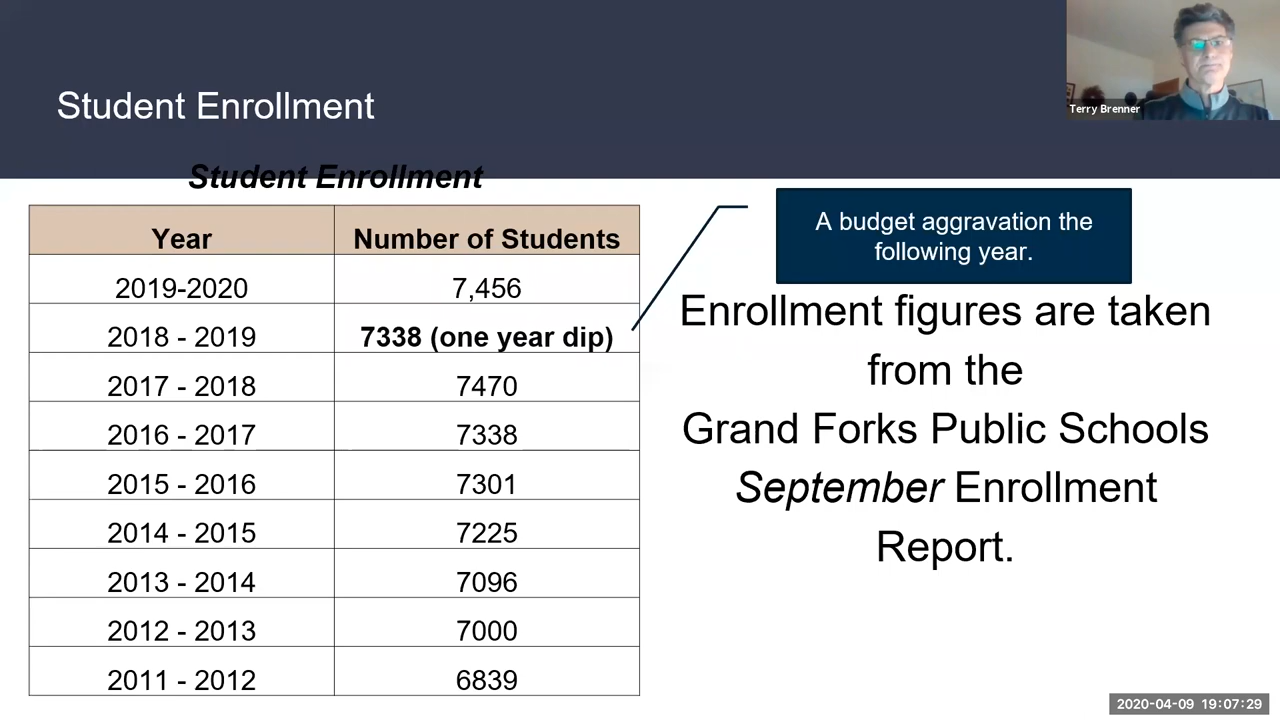 Student Enrollment
Terry Brenner
Student Enrollment
Year Number of Students
2019-2020 7,456
2018 - 2019 7338 (one year dip)
2017 - 2018 7470
2016 - 2017 7338
2015 - 2016 7301
2014 - 2015 7225
2013 - 2014 7096
2012 - 2013 7000
2011 - 2012 6839
A budget aggravation the
following year.
Enrollment figures are taken
from the
Grand Forks Public Schools
September Enrollment
Report.
2020-04-09 19:07:29